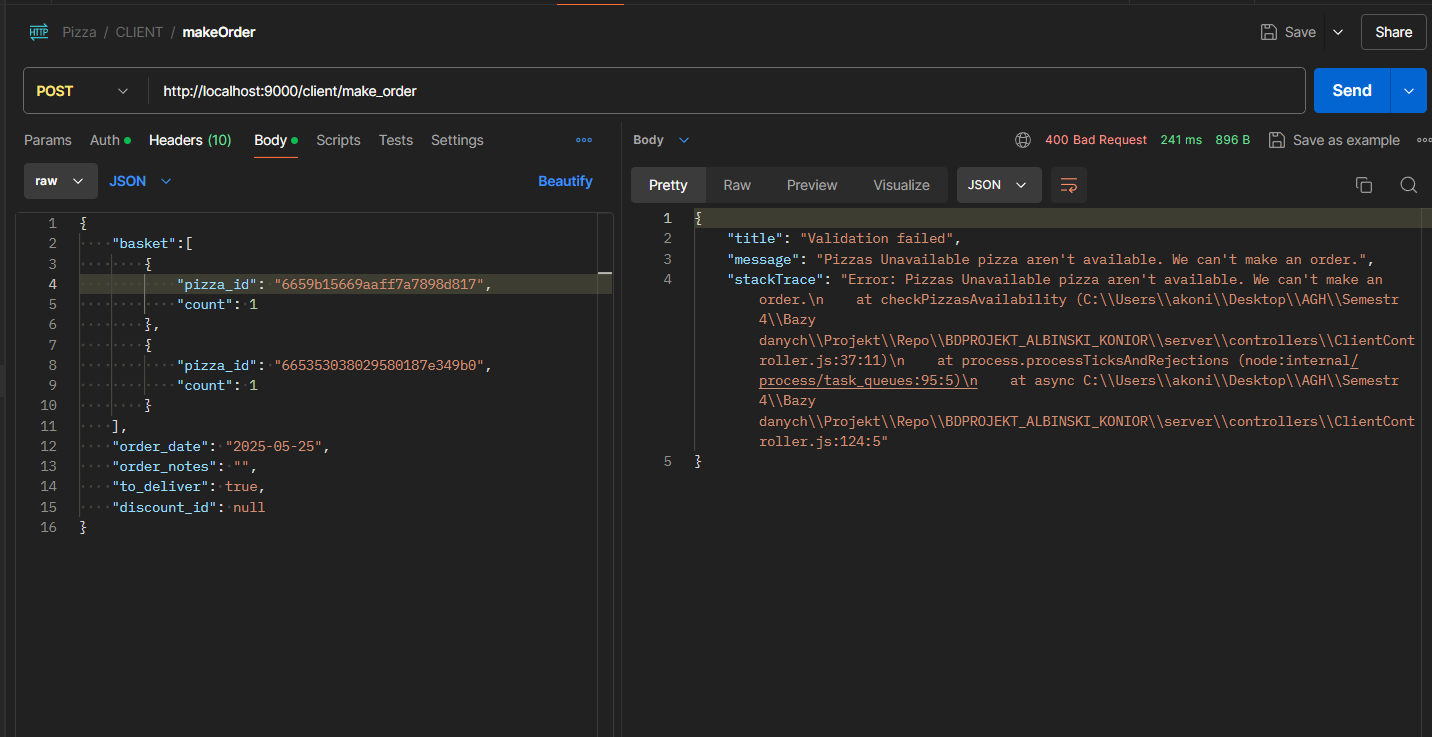 HTTP Pizza / CLIENT / makeOrder Save Share
POST http://localhost:9000/client/make_order Send
Params Auth Headers (10) Body Scripts Tests Settings
raw JSON Beautify
1 {
2 "basket":[
3 {
4 "pizza_id": "6659b15669aaff7a7898d817",
5 "count": 1
6 },
7 {
8 "pizza_id": "665353038029580187e349b0",
9 "count": 1
10 }
11 ],
12 "order_date": "2025-05-25",
13 "order_notes": "",
14 "to_deliver": true,
15 "discount_id": null
16 }
Body 400 Bad Request 241 ms 896 B Save as example
Pretty Raw Preview Visualize JSON
1 {
2 "title": "Validation failed",
3 "message": "Pizzas Unavailable pizza aren't available. We can't make an order.",
4 "stackTrace": "Error: Pizzas Unavailable pizza aren't available. We can't make an
order.\n    at checkPizzasAvailability (C:\\Users\\akoni\\Desktop\\AGH\\Semestr
4\\Bazy
danych\\Projekt\\Repo\\BDPROJEKT_ALBINSKI_KONIOR\\server\\controllers\\ClientCont
roller.js:37:11)\n    at process.processTicksAndRejections (node:internal/
process/task_queues:95:5)\n    at async C:\\Users\\akoni\\Desktop\\AGH\\Semestr
4\\Bazy
danych\\Projekt\\Repo\\BDPROJEKT_ALBINSKI_KONIOR\\server\\controllers\\ClientCont
roller.js:124:5"
5 }